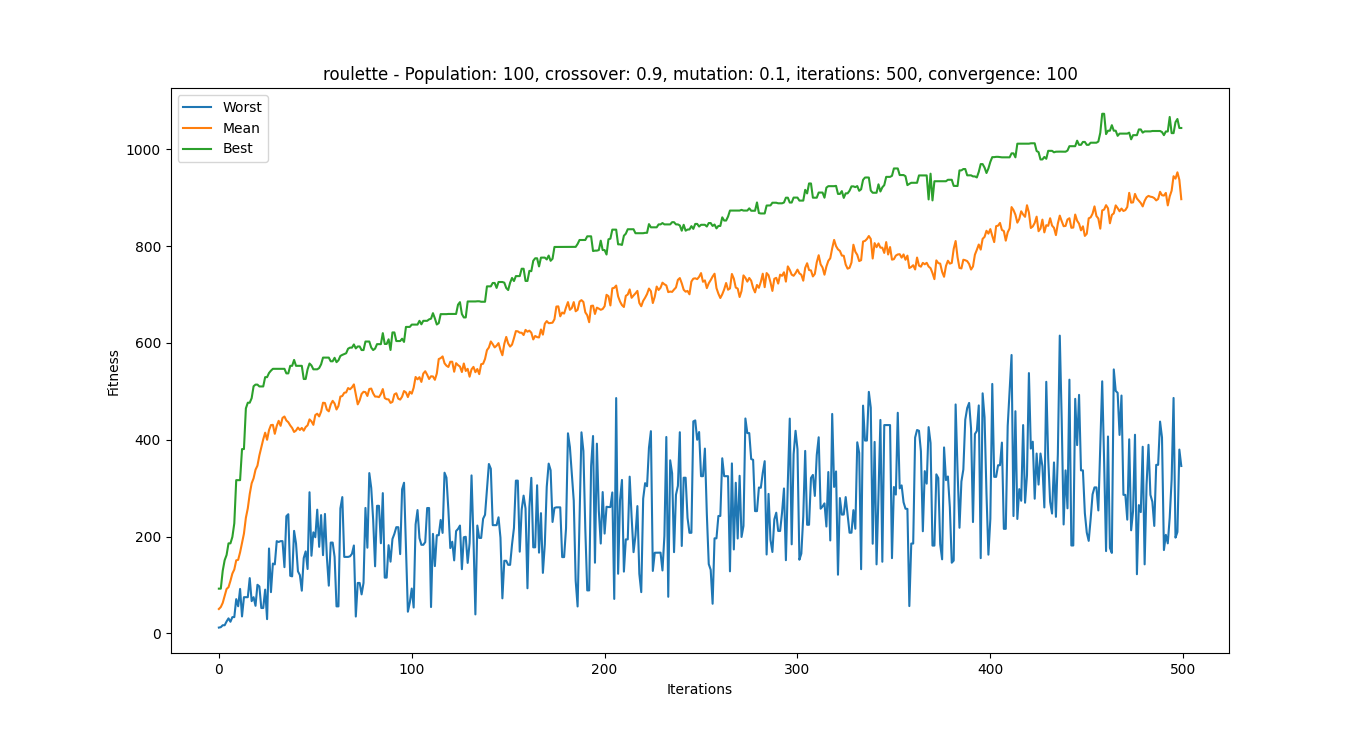 roulette - Population: 100, crossover: 0.9, mutation: 0.1, iterations: 500, convergence: 100
Worst
Mean
Best
1000
800
600
400
200
0
Fitness
0 100 200 300 400 500
Iterations